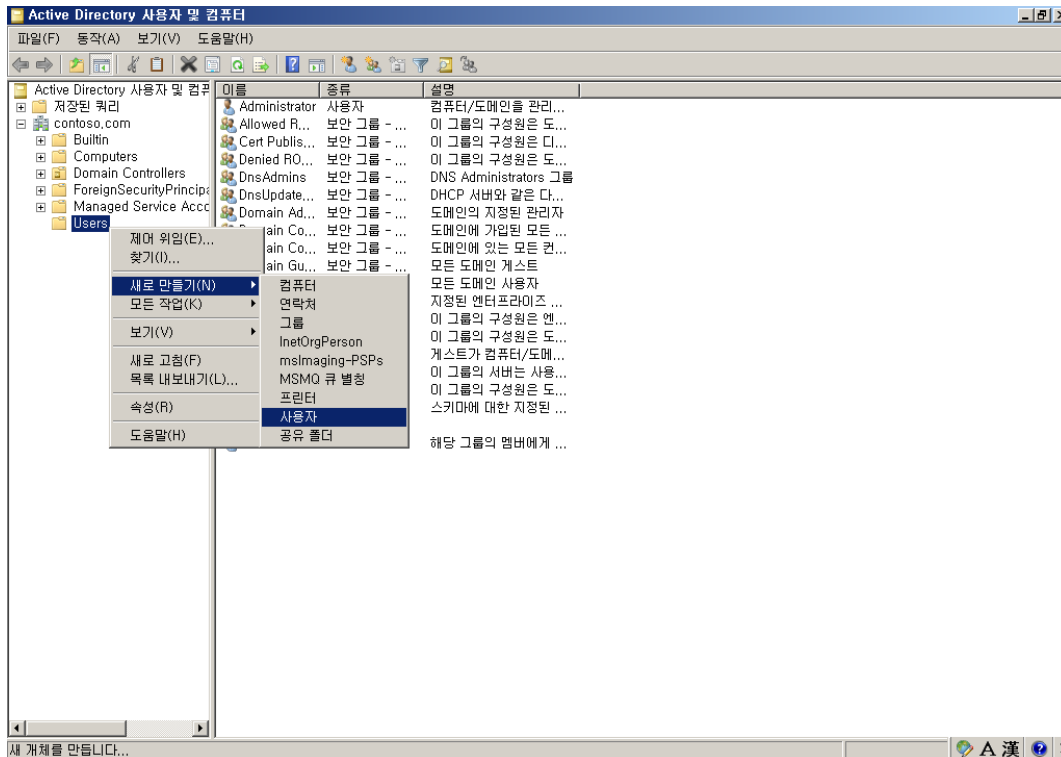 Active Directory 사용자 및 컴퓨터
파일(F) 동작(A) 보기(V) 도움말(H)
Active Directory 사용자 및 컴퓨
저장된 쿼리
contoso.com
Builtin
Computers
Domain Controllers
ForeignSecurityPrincipa
Managed Service Acco
Users
이름 종류 설명
Administrator 사용자 컴퓨터/도메인을 관리...
Allowed R... 보안 그룹 - ... 이 그룹의 구성원은 도...
Cert Publis... 보안 그룹 - ... 이 그룹의 구성원은 디...
Denied RO... 보안 그룹 - ... 이 그룹의 구성원은 도...
DnsAdmins 보안 그룹 - ... DNS Administrators 그룹
DnsUpdate... 보안 그룹 - ... DHCP 서버와 같은 다...
Domain Ad... 보안 그룹 - ... 도메인의 지정된 관리자
ain Co... 보안 그룹 - ... 도메인에 가입된 모든 ...
ain Co... 보안 그룹 - ... 도메인에 있는 모든 컨...
ain Gu... 보안 그룹 - ... 모든 도메인 게스트
모든 도메인 사용자
지정된 엔터프라이즈 ...
이 그룹의 구성원은 엔...
이 그룹의 구성원은 도...
게스트가 컴퓨터/도메...
이 그룹의 서버는 사용...
이 그룹의 구성원은 도...
스키마에 대한 지정된 ...
해당 그룹의 멤버에게 ...
제어 위임(E)...
찾기(I)...
새로 만들기(N)
모든 작업(K)
보기(V)
새로 고침(F)
목록 내보내기(L)...
속성(R)
도움말(H)
컴퓨터
연락처
그룹
InetOrgPerson
msImaging-PSPs
MSMQ 큐 별칭
프린터
사용자
공유 폴더
새 개체를 만듭니다...
A 漢